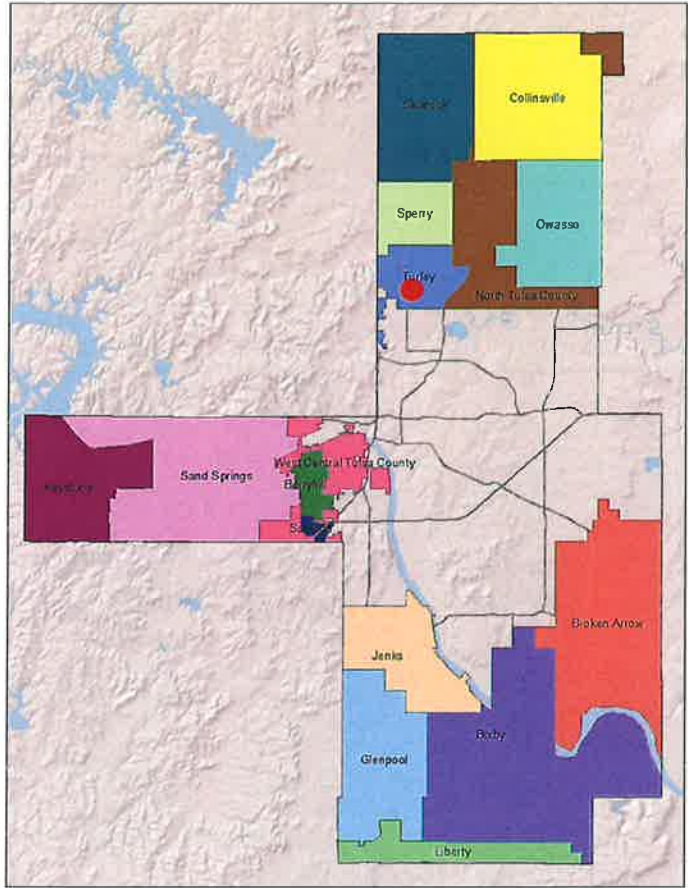 Collinsville
Sperry
Owasso
Turley
North Tulsa County
West Central Tulsa County
Sand Springs
Broken Arrow
Jenks
Bixby
Glenpool
Liberty